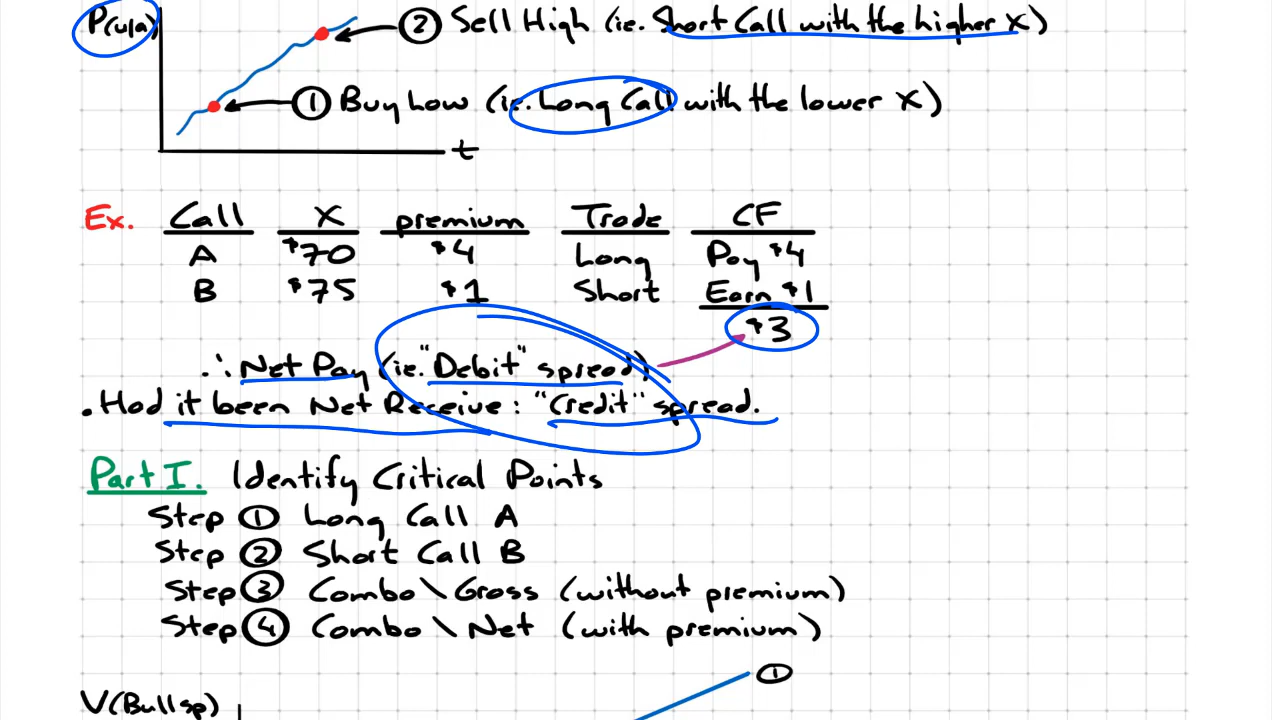 P(u/a)
② Sell High (ie. Short Call with the higher X)
① Buy Low (ie. Long Call with the lower X)
t
Ex. Call X premium Trade CF
A $70 $4 Long Pay $4
B $75 $1 Short Earn $1
$3
∴ Net Pay (ie. "Debit" spread)
• Had it been Net Receive: "Credit" spread.
Part I. Identify Critical Points
Step ① Long Call A
Step ② Short Call B
Step ③ Combo \ Gross (without premium)
Step ④ Combo \ Net (with premium)
①
V(Bull sp)